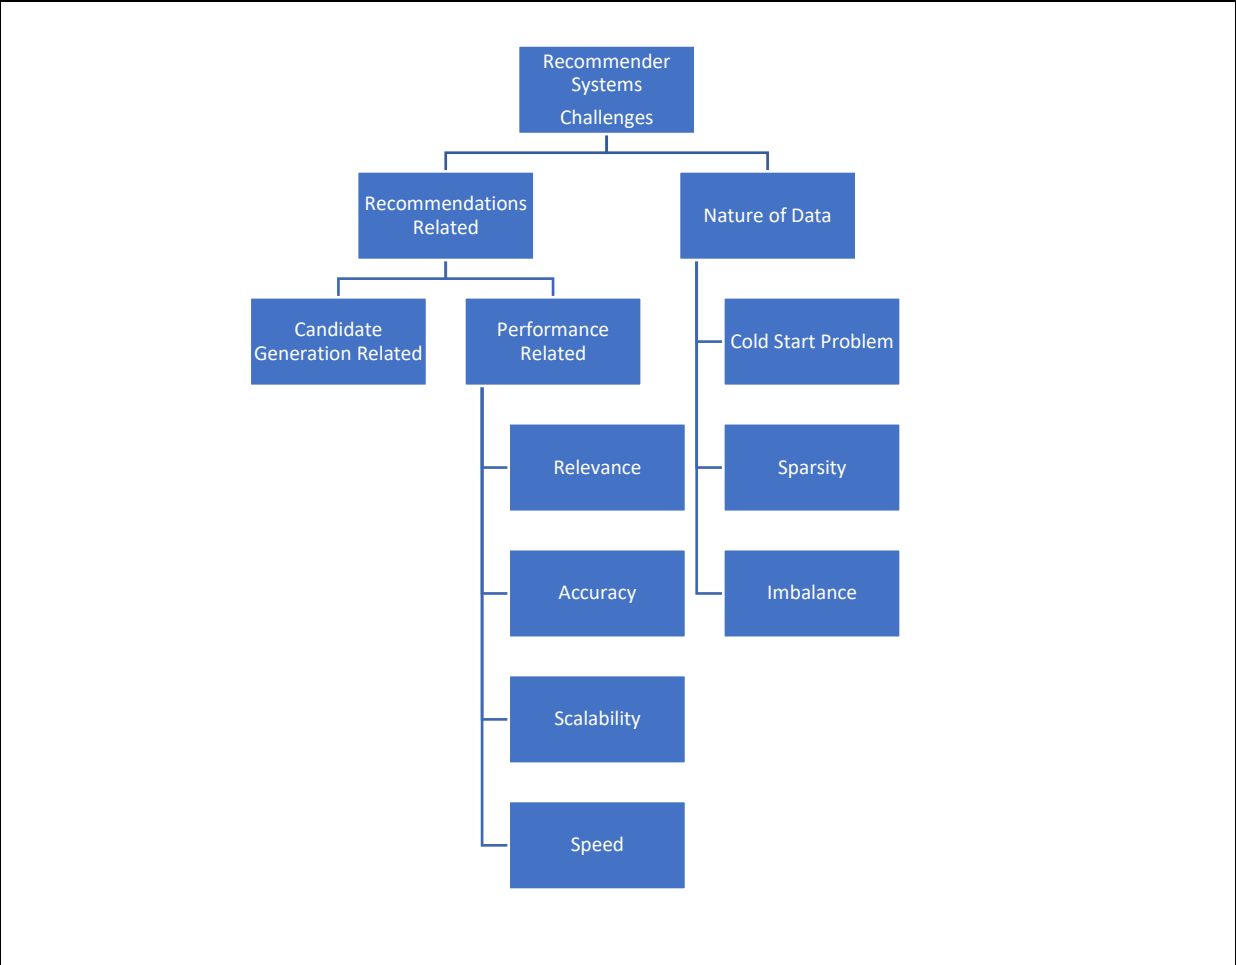 Recommender
Systems
Challenges
Recommendations
Related
Nature of Data
Candidate
Generation Related
Performance
Related
Cold Start Problem
Relevance
Sparsity
Accuracy
Imbalance
Scalability
Speed